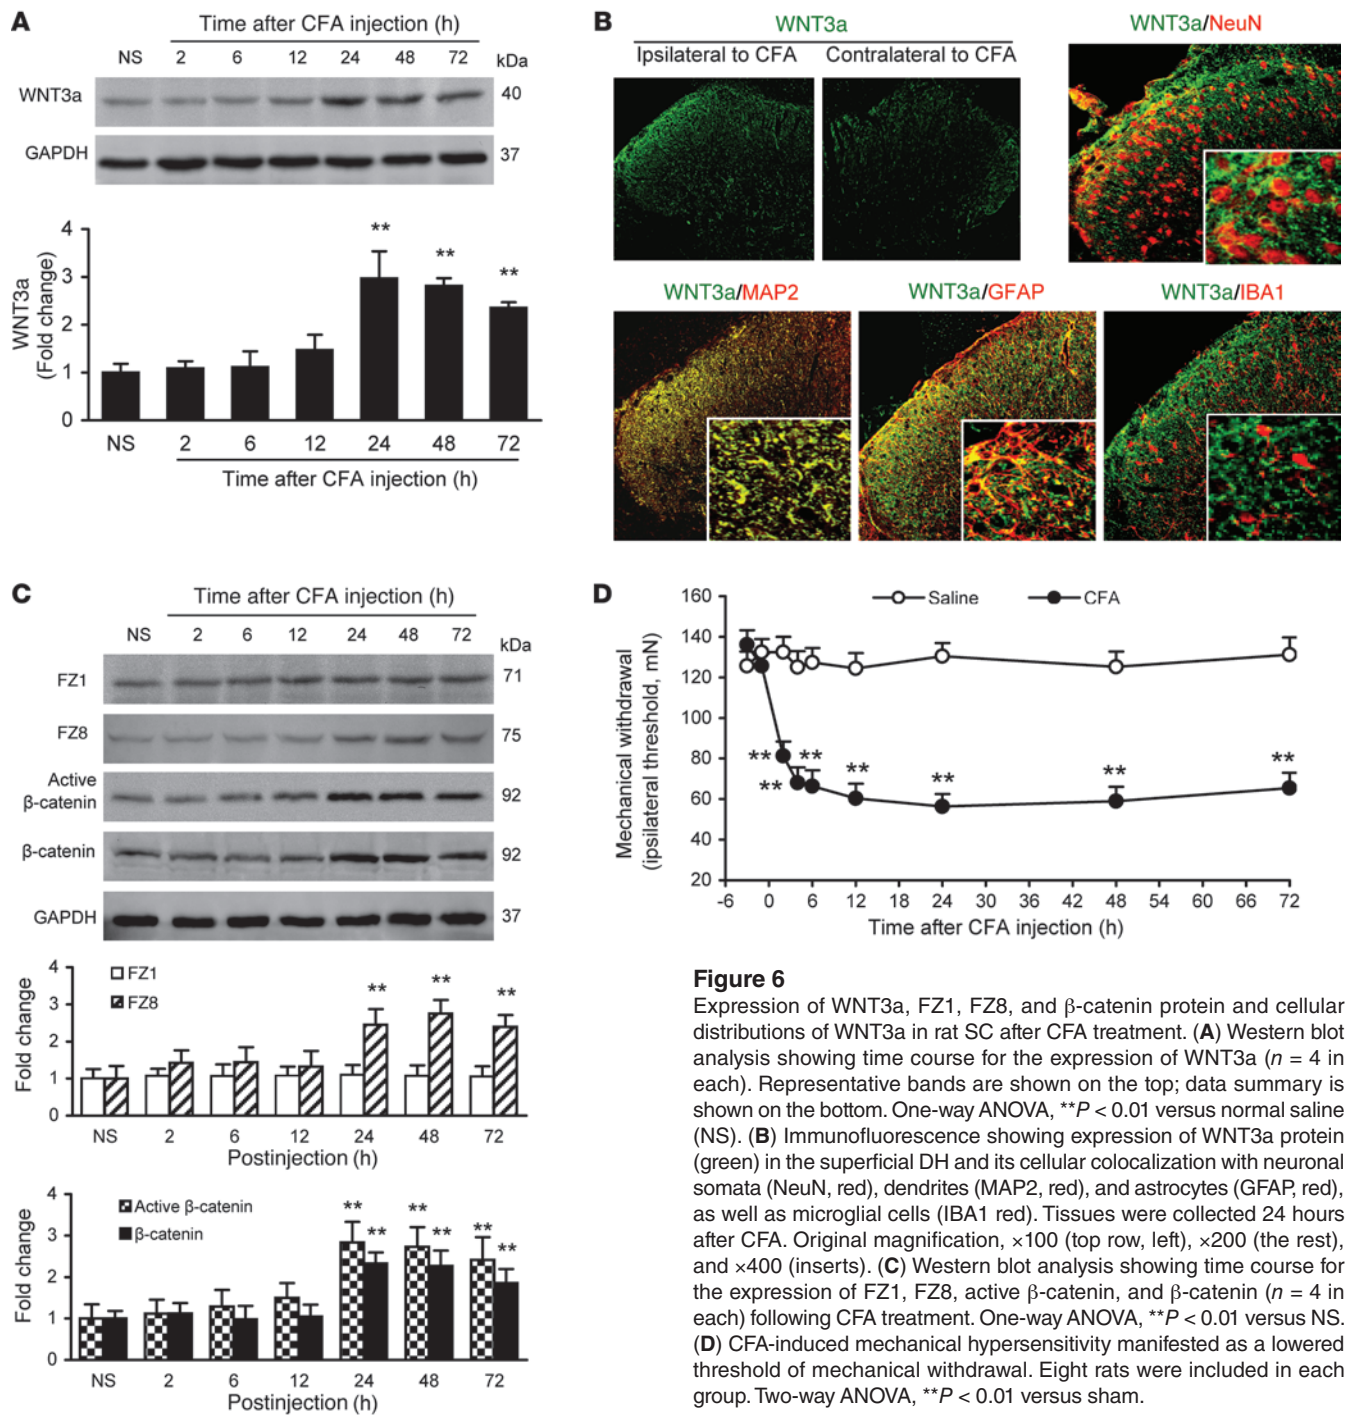 A
Time after CFA injection (h)
NS 2 6 12 24 48 72 kDa
WNT3a 40
GAPDH 37
WNT3a
(Fold change)
4
3
2
1
0
** ** **
NS 2 6 12 24 48 72
Time after CFA injection (h)
B
WNT3a
Ipsilateral to CFA Contralateral to CFA
WNT3a/NeuN
WNT3a/MAP2 WNT3a/GFAP WNT3a/IBA1
C
Time after CFA injection (h)
NS 2 6 12 24 48 72 kDa
FZ1 71
FZ8 75
Active
β-catenin 92
β-catenin 92
GAPDH 37
Fold change
4
3
2
1
0
FZ1
FZ8
** ** **
NS 2 6 12 24 48 72
Postinjection (h)
Fold change
4
3
2
1
0
Active β-catenin
β-catenin
** ** ** ** ** **
NS 2 6 12 24 48 72
Postinjection (h)
D
Mechanical withdrawal
(ipsilateral threshold, mN)
160
140
120
100
80
60
40
20
Saline CFA
** ** ** ** ** ** **
-6 0 6 12 18 24 30 36 42 48 54 60 66 72
Time after CFA injection (h)
Figure 6
Expression of WNT3a, FZ1, FZ8, and β-catenin protein and cellular
distributions of WNT3a in rat SC after CFA treatment. (A) Western blot
analysis showing time course for the expression of WNT3a (n = 4 in
each). Representative bands are shown on the top; data summary is
shown on the bottom. One-way ANOVA, **P < 0.01 versus normal saline
(NS). (B) Immunofluorescence showing expression of WNT3a protein
(green) in the superficial DH and its cellular colocalization with neuronal
somata (NeuN, red), dendrites (MAP2, red), and astrocytes (GFAP, red),
as well as microglial cells (IBA1 red). Tissues were collected 24 hours
after CFA. Original magnification, ×100 (top row, left), ×200 (the rest),
and ×400 (inserts). (C) Western blot analysis showing time course for
the expression of FZ1, FZ8, active β-catenin, and β-catenin (n = 4 in
each) following CFA treatment. One-way ANOVA, **P < 0.01 versus NS.
(D) CFA-induced mechanical hypersensitivity manifested as a lowered
threshold of mechanical withdrawal. Eight rats were included in each
group. Two-way ANOVA, **P < 0.01 versus sham.